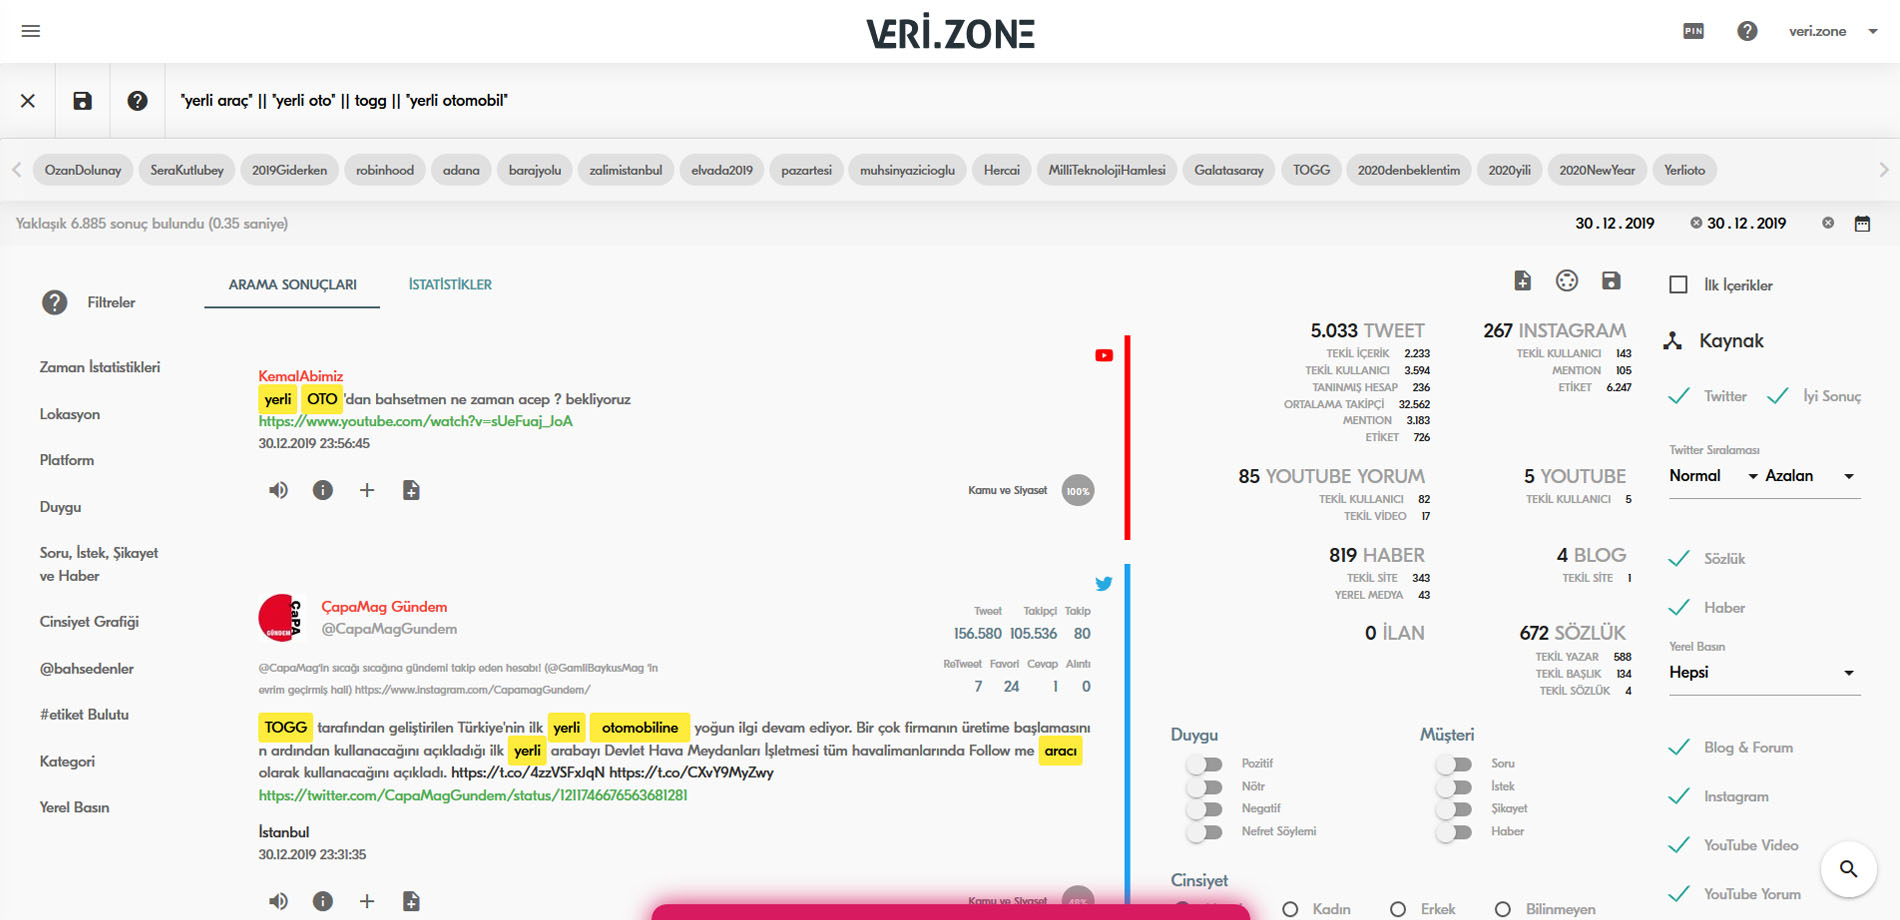 VERİ.ZONE
PIN
veri.zone
"yerli araç" || "yerli oto" || togg || "yerli otomobil"
OzanDolunay SeraKutlubey 2019Giderken robinhood adana barajyolu zalimistanbul elvada2019 pazartesi muhsinyazicioglu Hercai MilliTeknolojiHamlesi Galatasaray TOGG 2020denbeklentim 2020yili 2020NewYear Yerlioto
Yaklaşık 6.885 sonuç bulundu (0.35 saniye)
30.12.2019 30.12.2019
Filtreler
Zaman İstatistikleri
Lokasyon
Platform
Duygu
Soru, İstek, Şikayet
ve Haber
Cinsiyet Grafiği
@bahsedenler
#etiket Bulutu
Kategori
Yerel Basın
ARAMA SONUÇLARI İSTATİSTİKLER
KemalAbimiz
yerli OTO 'dan bahsetmen ne zaman acep ? bekliyoruz
https://www.youtube.com/watch?v=sUeFuaj_JoA
30.12.2019 23:56:45
Kamu ve Siyaset 100%
CaPA
GÜNDEM
ÇapaMag Gündem
@CapaMagGundem
Tweet Takipçi Takip
156.580 105.536 80
@CapaMag'in sıcağı sıcağına gündemi takip eden hesabı! (@GamliBaykusMag 'in
evrim geçirmiş hali) https://www.instagram.com/CapamagGundem/
ReTweet Favori Cevap Alıntı
7 24 1 0
TOGG tarafından geliştirilen Türkiye'nin ilk yerli otomobiline yoğun ilgi devam ediyor. Bir çok firmanın üretime başlamasını
n ardından kullanacağını açıkladığı ilk yerli arabayı Devlet Hava Meydanları İşletmesi tüm havalimanlarında Follow me aracı
olarak kullanacağını açıkladı. https://t.co/4zzVSFxJqN https://t.co/CXvY9MyZwy
https://twitter.com/CapaMagGundem/status/1211746676563681281
İstanbul
30.12.2019 23:31:35
Kamu ve Siyaset 48%
5.033 TWEET
TEKİL İÇERİK 2.233
TEKİL KULLANICI 3.594
TANINMIŞ HESAP 236
ORTALAMA TAKİPÇİ 32.562
MENTION 3.183
ETİKET 726
267 INSTAGRAM
TEKİL KULLANICI 143
MENTION 105
ETİKET 6.247
85 YOUTUBE YORUM
TEKİL KULLANICI 82
TEKİL VİDEO 17
5 YOUTUBE
TEKİL KULLANICI 5
819 HABER
TEKİL SİTE 343
YEREL MEDYA 43
4 BLOG
TEKİL SİTE 1
0 İLAN
672 SÖZLÜK
TEKİL YAZAR 588
TEKİL BAŞLIK 134
TEKİL SÖZLÜK 4
Duygu
Pozitif
Nötr
Negatif
Nefret Söylemi
Müşteri
Soru
İstek
Şikayet
Haber
Cinsiyet
Kadın Erkek Bilinmeyen
İlk İçerikler
Kaynak
Twitter İyi Sonuç
Twitter Sıralaması
Normal Azalan
Sözlük
Haber
Yerel Basın
Hepsi
Blog & Forum
Instagram
YouTube Video
YouTube Yorum